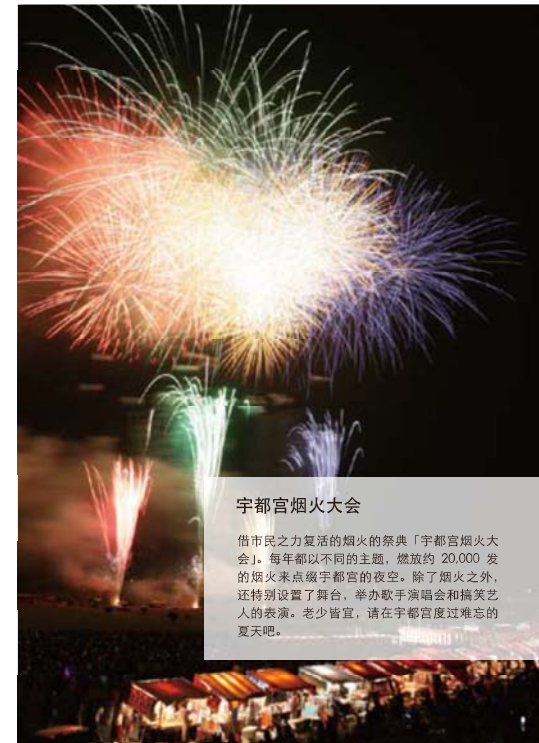 宇都宫烟火大会
借市民之力复活的烟火的祭典「宇都宫烟火大
会」。每年都以不同的主题，燃放约 20,000 发
的烟火来点缀宇都宫的夜空。除了烟火之外，
还特别设置了舞台，举办歌手演唱会和搞笑艺
人的表演。老少皆宜，请在宇都宫度过难忘的
夏天吧。